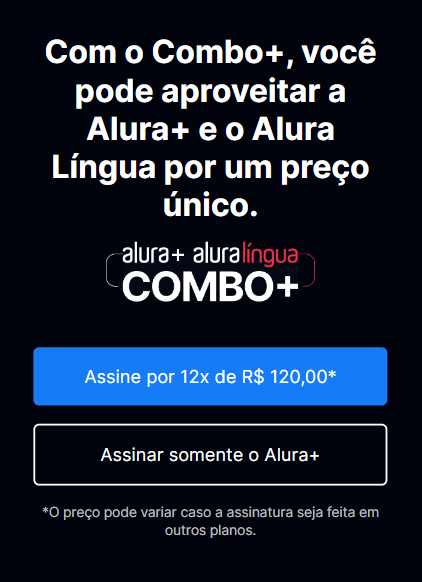 Com o Combo+, você
pode aproveitar a
Alura+ e o Alura
Língua por um preço
único.
alura+ aluralíngua
COMBO+
Assine por 12x de R$ 120,00*
Assinar somente o Alura+
*O preço pode variar caso a assinatura seja feita em
outros planos.